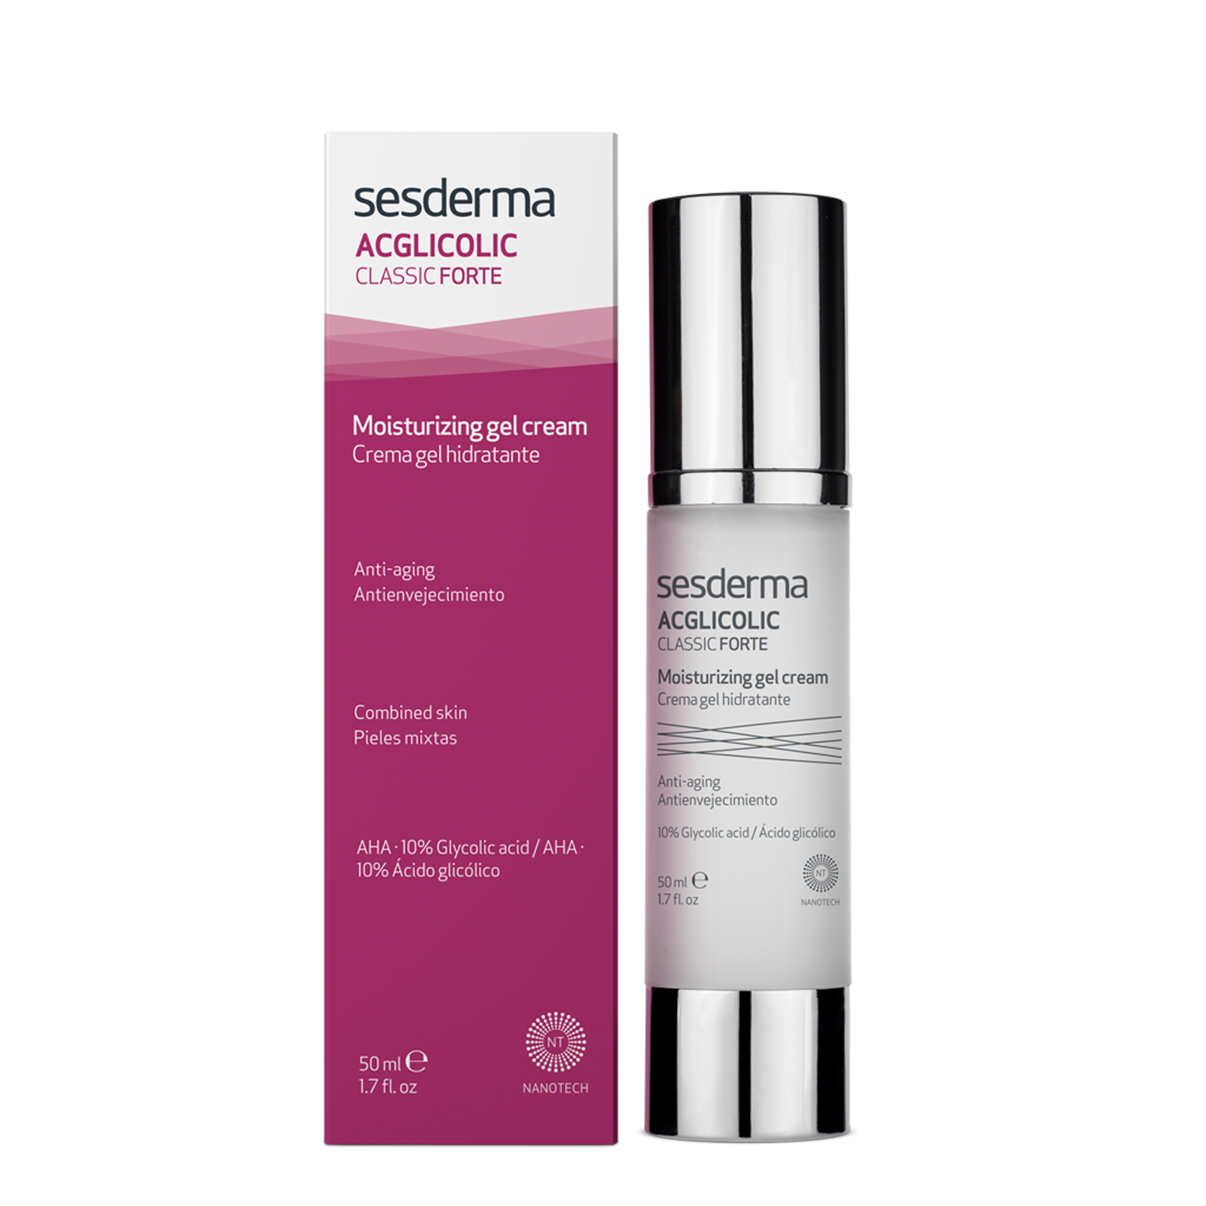 sesderma
ACGLICOLIC
CLASSIC FORTE
Moisturizing gel cream
Crema gel hidratante
Anti-aging
Antienvejecimiento
Combined skin
Pieles mixtas
AHA · 10% Glycolic acid / AHA ·
10% Ácido glicólico
50 ml ℮
1.7 fl. oz
NT
NANOTECH
sesderma
ACGLICOLIC
CLASSIC FORTE
Moisturizing gel cream
Crema gel hidratante
Anti-aging
Antienvejecimiento
10% Glycolic acid / Ácido glicólico
50 ml ℮
1.7 fl. oz
NT
NANOTECH